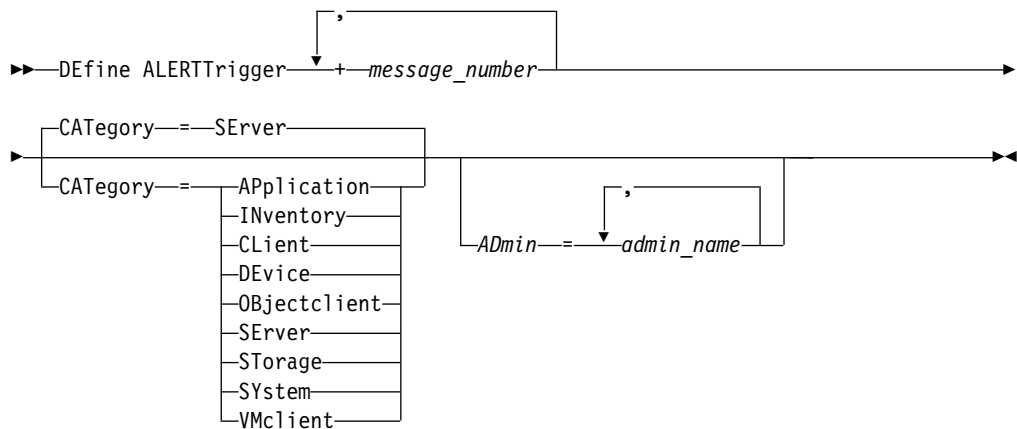 ,
DEfine ALERTTrigger + message_number
CATegory = SErver
CATegory = APplication
INventory
CLient
DEvice
OBjectclient
SErver
STorage
SYstem
VMclient
,
ADmin = admin_name